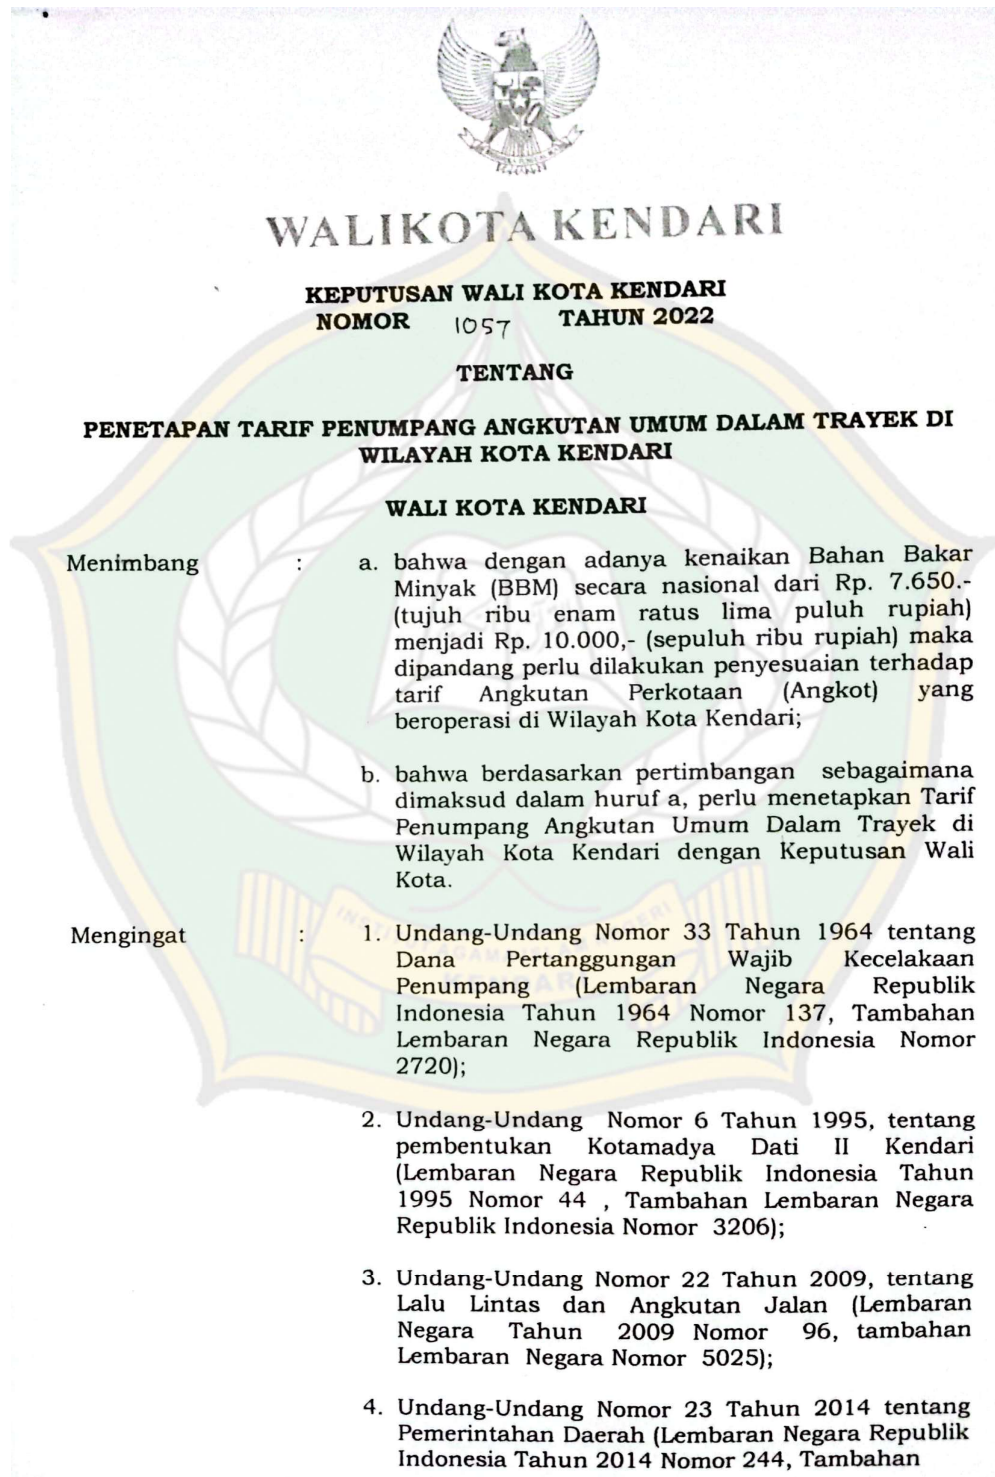 WALIKOTA KENDARI
KEPUTUSAN WALI KOTA KENDARI
NOMOR 1057 TAHUN 2022
TENTANG
PENETAPAN TARIF PENUMPANG ANGKUTAN UMUM DALAM TRAYEK DI
WILAYAH KOTA KENDARI
WALI KOTA KENDARI
Menimbang : a. bahwa dengan adanya kenaikan Bahan Bakar
Minyak (BBM) secara nasional dari Rp. 7.650.-
(tujuh ribu enam ratus lima puluh rupiah)
menjadi Rp. 10.000,- (sepuluh ribu rupiah) maka
dipandang perlu dilakukan penyesuaian terhadap
tarif Angkutan Perkotaan (Angkot) yang
beroperasi di Wilayah Kota Kendari;
b. bahwa berdasarkan pertimbangan sebagaimana
dimaksud dalam huruf a, perlu menetapkan Tarif
Penumpang Angkutan Umum Dalam Trayek di
Wilayah Kota Kendari dengan Keputusan Wali
Kota.
Mengingat : 1. Undang-Undang Nomor 33 Tahun 1964 tentang
Dana Pertanggungan Wajib Kecelakaan
Penumpang (Lembaran Negara Republik
Indonesia Tahun 1964 Nomor 137, Tambahan
Lembaran Negara Republik Indonesia Nomor
2720);
2. Undang-Undang Nomor 6 Tahun 1995, tentang
pembentukan Kotamadya Dati II Kendari
(Lembaran Negara Republik Indonesia Tahun
1995 Nomor 44 , Tambahan Lembaran Negara
Republik Indonesia Nomor 3206);
3. Undang-Undang Nomor 22 Tahun 2009, tentang
Lalu Lintas dan Angkutan Jalan (Lembaran
Negara Tahun 2009 Nomor 96, tambahan
Lembaran Negara Nomor 5025);
4. Undang-Undang Nomor 23 Tahun 2014 tentang
Pemerintahan Daerah (Lembaran Negara Republik
Indonesia Tahun 2014 Nomor 244, Tambahan
INSTITUT AGAMA ISLAM NEGERI
KENDARI